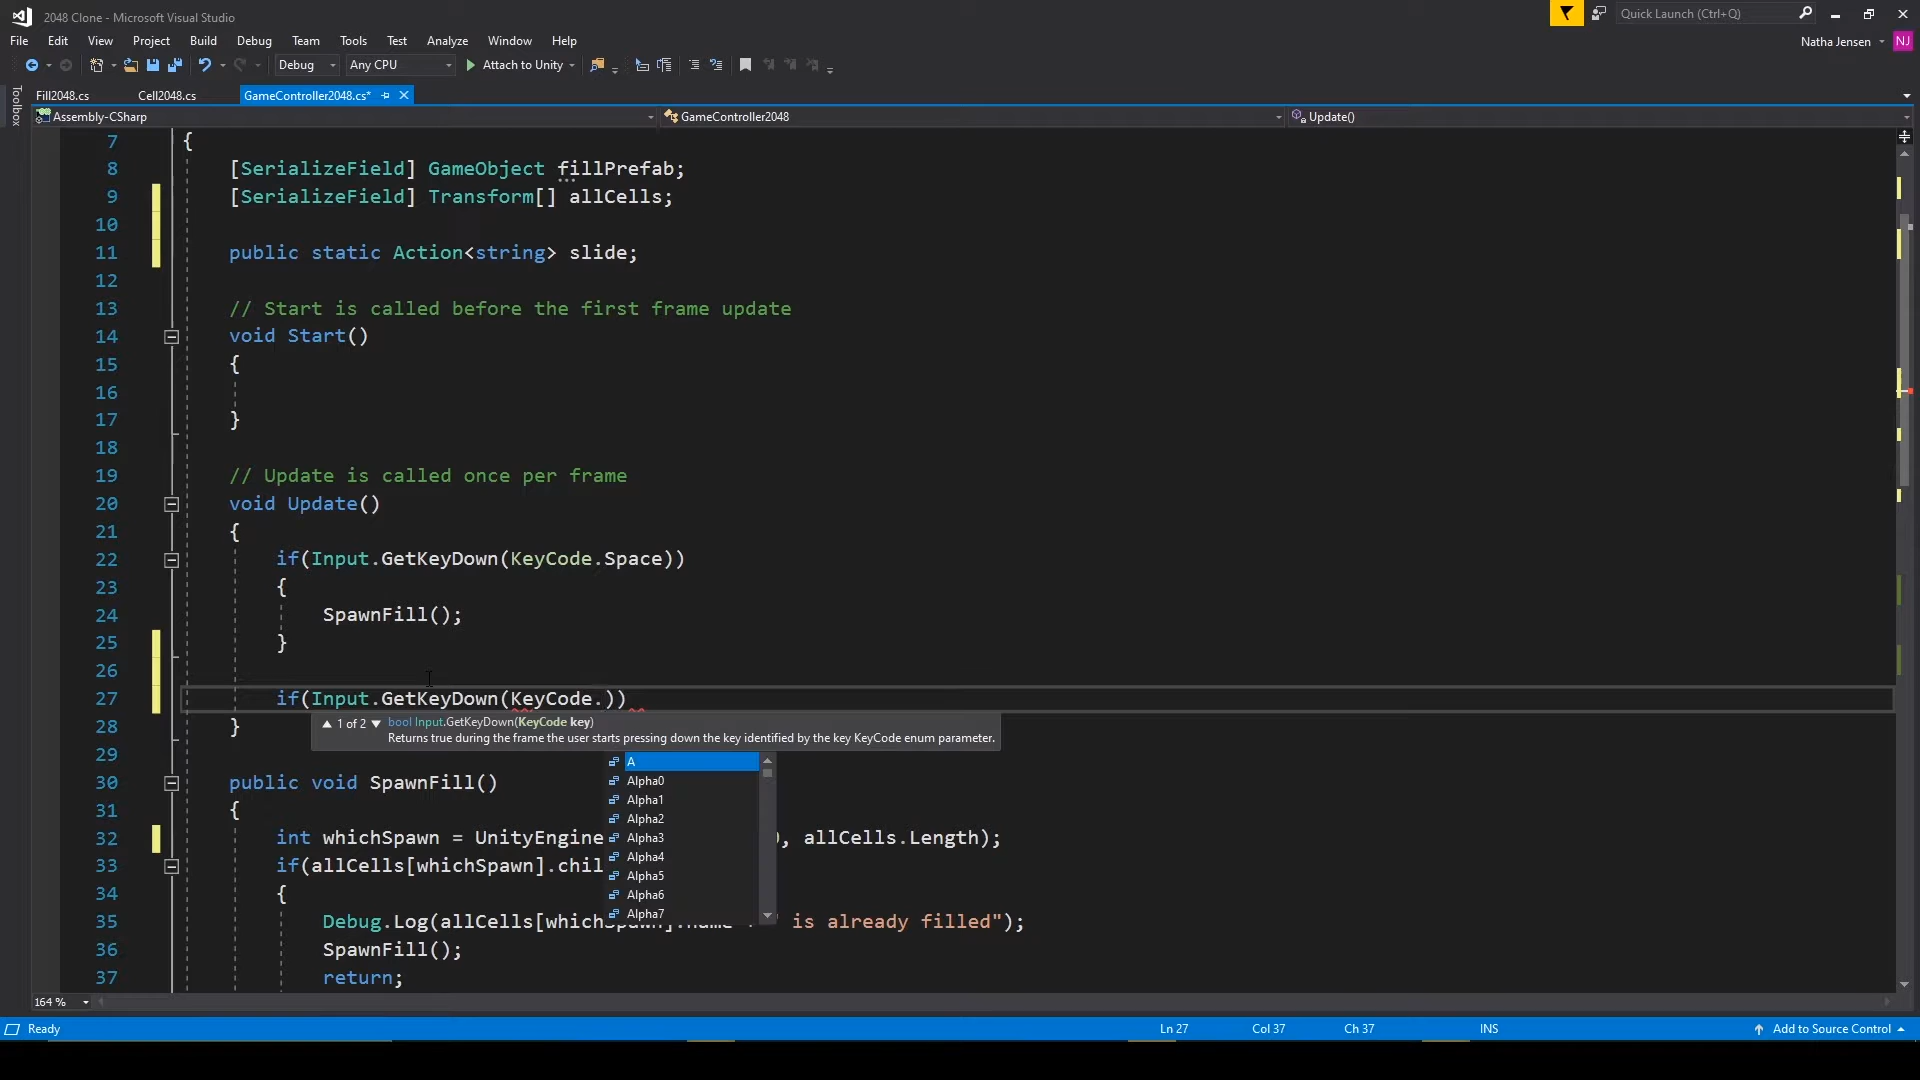 2048 Clone - Microsoft Visual Studio
Quick Launch (Ctrl+Q)
File Edit View Project Build Debug Team Tools Test Analyze Window Help
Natha Jensen NJ
Debug Any CPU Attach to Unity
Toolbox
Fill2048.cs Cell2048.cs GameController2048.cs*
Assembly-CSharp GameController2048 Update()
7 {
8 [SerializeField] GameObject fillPrefab;
9 [SerializeField] Transform[] allCells;
10
11 public static Action<string> slide;
12
13 // Start is called before the first frame update
14 void Start()
15 {
16
17 }
18
19 // Update is called once per frame
20 void Update()
21 {
22 if(Input.GetKeyDown(KeyCode.Space))
23 {
24 SpawnFill();
25 }
26
27 if(Input.GetKeyDown(KeyCode.))
28 }
1 of 2 bool Input.GetKeyDown(KeyCode key)
Returns true during the frame the user starts pressing down the key identified by the key KeyCode enum parameter.
A
Alpha0
Alpha1
Alpha2
Alpha3
Alpha4
Alpha5
Alpha6
Alpha7
29
30 public void SpawnFill()
31 {
32 int whichSpawn = UnityEngine , allCells.Length);
33 if(allCells[whichSpawn].chil
34 {
35 Debug.Log(allCells[whichSpawn].name + " is already filled");
36 SpawnFill();
37 return;
164 %
Ready Ln 27 Col 37 Ch 37 INS Add to Source Control